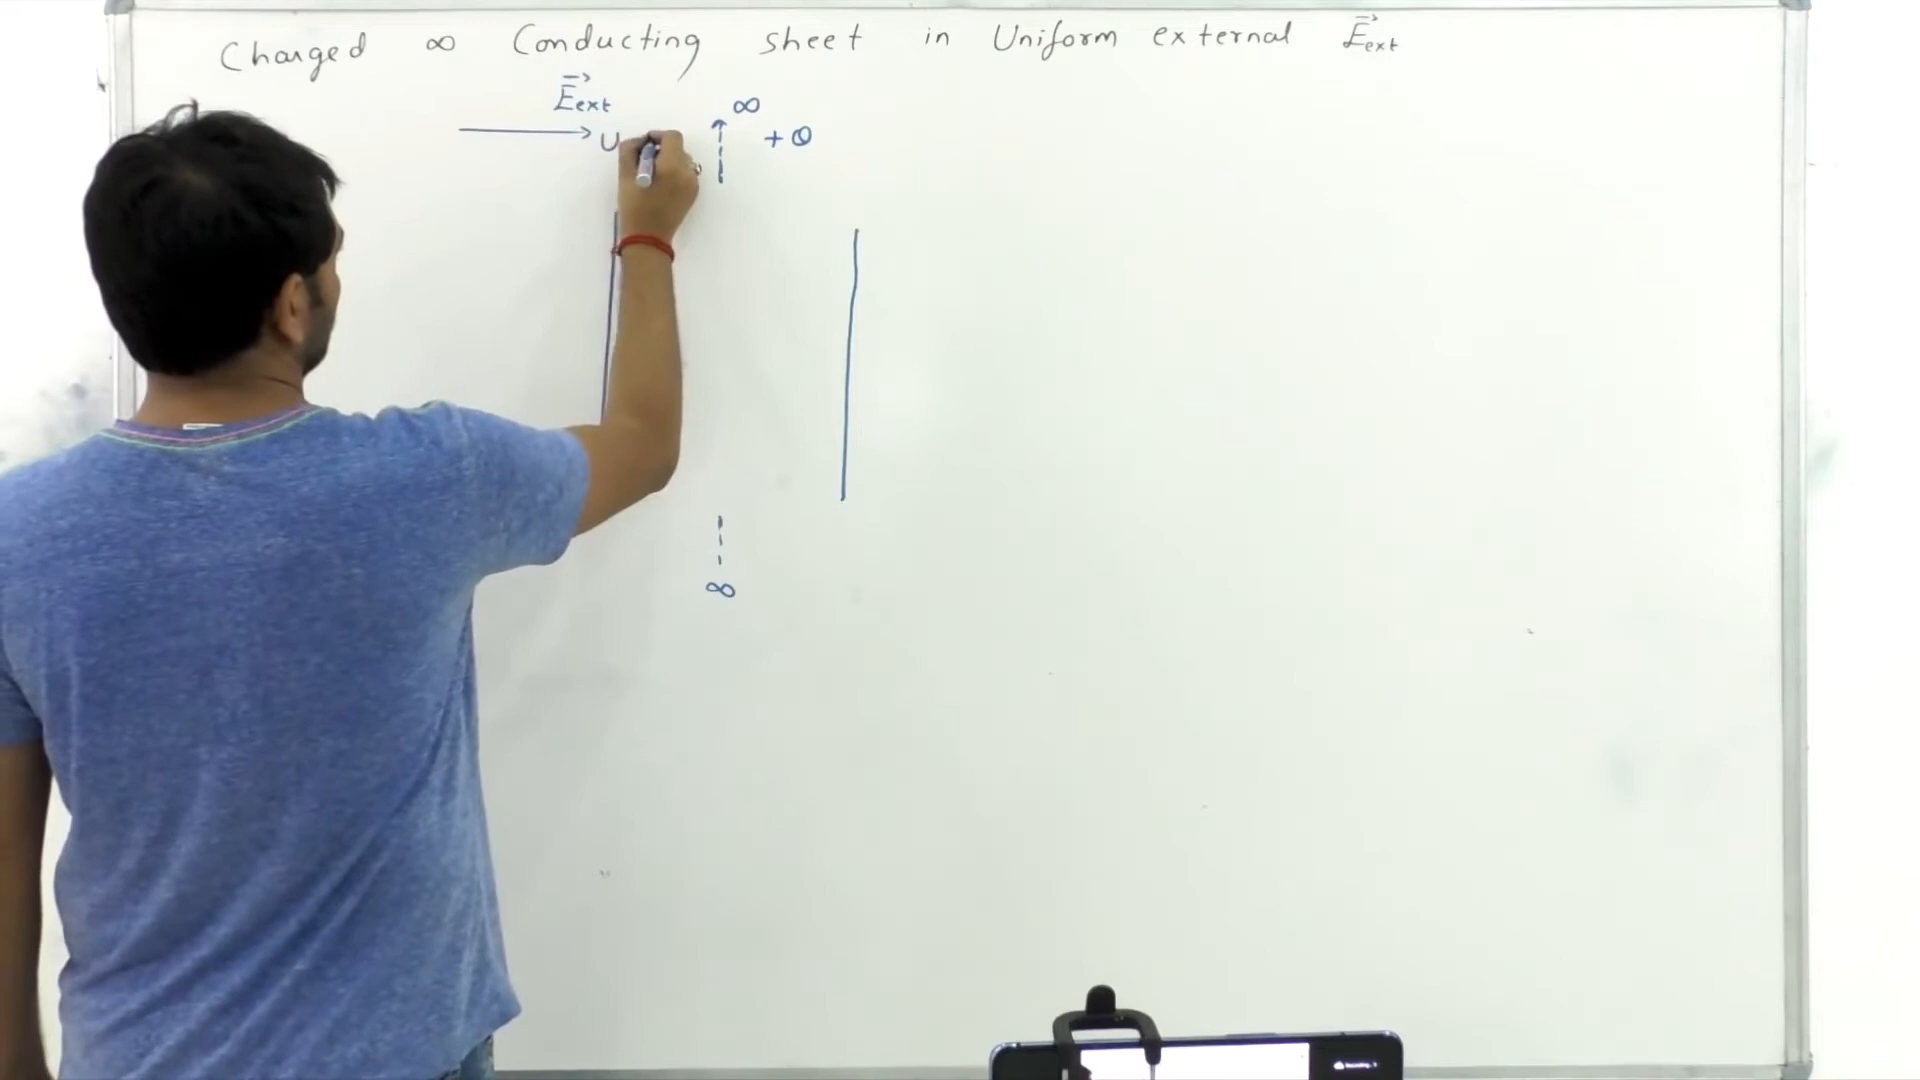 Charged ∞ Conducting sheet in Uniform external E⃗ext
E⃗ext
∞
U
+Q
∞